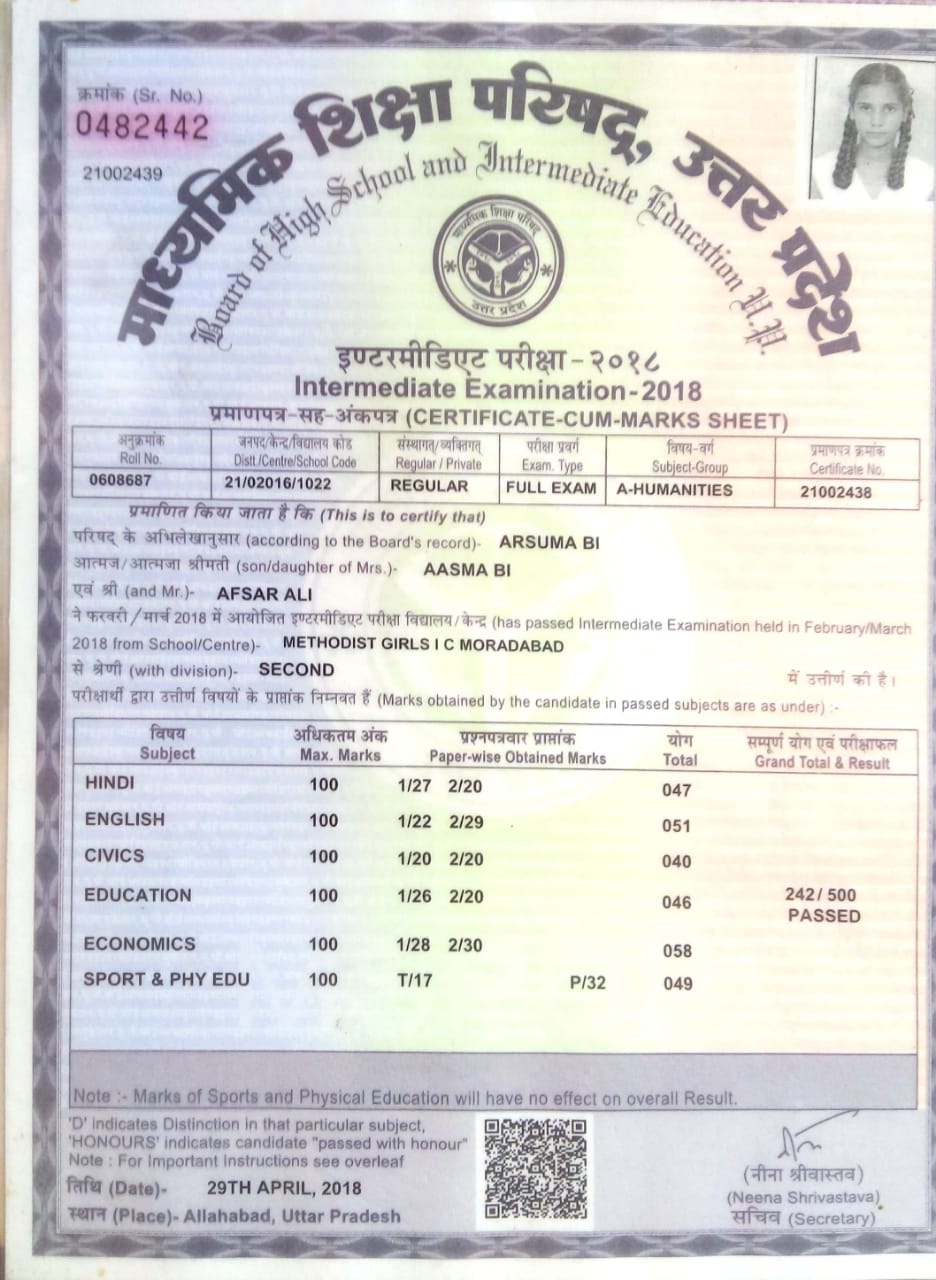 क्रमांक (Sr. No.)
0482442
21002439
माध्यमिक शिक्षा परिषद्, उत्तर प्रदेश
Board of High School and Intermediate Education U.P.
माध्यमिक शिक्षा परिषद्
उत्तर प्रदेश
इण्टरमीडिएट परीक्षा-२०१८
Intermediate Examination-2018
प्रमाणपत्र-सह-अंकपत्र (CERTIFICATE-CUM-MARKS SHEET)
अनुक्रमांक जनपद/केन्द्र/विद्यालय कोड संस्थागत/व्यक्तिगत् परीक्षा प्रवर्ग विषय-वर्ग प्रमाणपत्र क्रमांक
Roll No. Distt./Centre/School Code Regular / Private Exam. Type Subject-Group Certificate No.
0608687 21/02016/1022 REGULAR FULL EXAM A-HUMANITIES 21002438
प्रमाणित किया जाता है कि (This is to certify that)
परिषद् के अभिलेखानुसार (according to the Board's record)- ARSUMA BI
आत्मज/आत्मजा श्रीमती (son/daughter of Mrs.)- AASMA BI
एवं श्री (and Mr.)- AFSAR ALI
ने फरवरी/मार्च 2018 में आयोजित इण्टरमीडिएट परीक्षा विद्यालय/केन्द्र (has passed Intermediate Examination held in February/March
2018 from School/Centre)- METHODIST GIRLS I C MORADABAD
से श्रेणी (with division)- SECOND में उत्तीर्ण की है।
परीक्षार्थी द्वारा उत्तीर्ण विषयों के प्राप्तांक निम्नवत हैं (Marks obtained by the candidate in passed subjects are as under) :-
विषय अधिकतम अंक प्रश्नपत्रवार प्राप्तांक योग सम्पूर्ण योग एवं परीक्षाफल
Subject Max. Marks Paper-wise Obtained Marks Total Grand Total & Result
HINDI 100 1/27 2/20 047
ENGLISH 100 1/22 2/29 051
CIVICS 100 1/20 2/20 040
EDUCATION 100 1/26 2/20 046 242/ 500
PASSED
ECONOMICS 100 1/28 2/30 058
SPORT & PHY EDU 100 T/17 P/32 049
Note :- Marks of Sports and Physical Education will have no effect on overall Result.
'D' indicates Distinction in that particular subject,
'HONOURS' indicates candidate "passed with honour"
Note : For Important Instructions see overleaf
तिथि (Date)- 29TH APRIL, 2018
स्थान (Place)- Allahabad, Uttar Pradesh
(नीना श्रीवास्तव)
(Neena Shrivastava)
सचिव (Secretary)